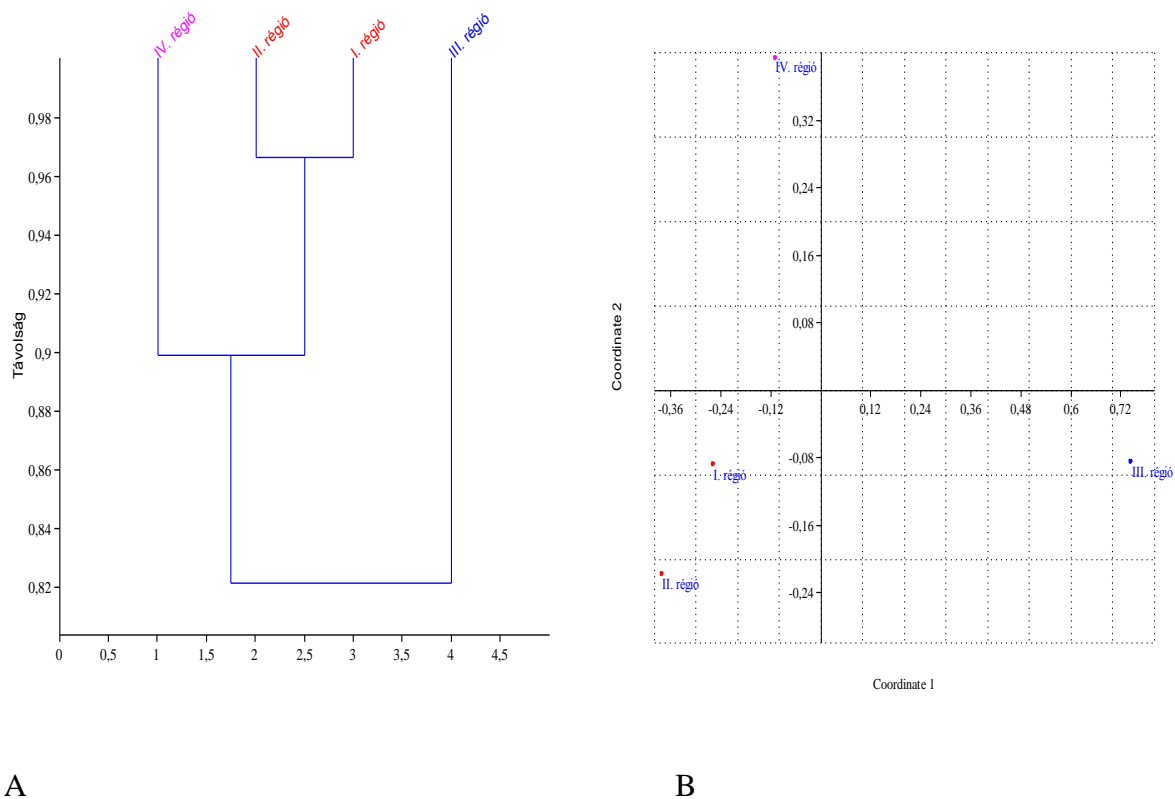 IV. régió
II. régió
I. régió
III. régió
Távolság
0,98
0,96
0,94
0,92
0,9
0,88
0,86
0,84
0,82
0 0,5 1 1,5 2 2,5 3 3,5 4 4,5
A
IV. régió
Coordinate 2
0,32
0,24
0,16
0,08
-0,36 -0,24 -0,12 0,12 0,24 0,36 0,48 0,6 0,72
-0,08
I. régió
III. régió
-0,16
II. régió
-0,24
Coordinate 1
B